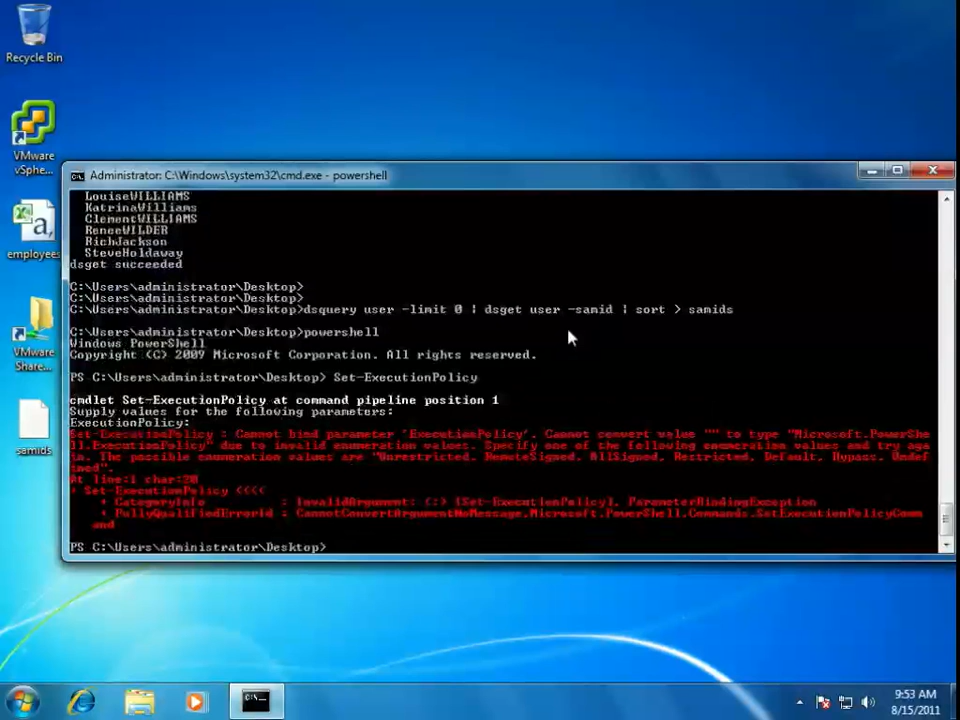 Recycle Bin
VMware
vSphe...
employees
VMware
Share...
samids
Administrator: C:\Windows\system32\cmd.exe - powershell
LouiseWILLIAMS
KatrinaWilliams
ClementWILLIAMS
ReneeWILDER
RichJackson
SteveHoldaway
dsget succeeded
C:\Users\administrator\Desktop>
C:\Users\administrator\Desktop>
C:\Users\administrator\Desktop>dsquery user -limit 0 | dsget user -samid | sort > samids
C:\Users\administrator\Desktop>powershell
Windows PowerShell
Copyright (C) 2009 Microsoft Corporation. All rights reserved.
PS C:\Users\administrator\Desktop> Set-ExecutionPolicy
cmdlet Set-ExecutionPolicy at command pipeline position 1
Supply values for the following parameters:
ExecutionPolicy:
Set-ExecutionPolicy : Cannot bind parameter 'ExecutionPolicy'. Cannot convert value "" to type "Microsoft.PowerShe
ll.ExecutionPolicy" due to invalid enumeration values. Specify one of the following enumeration values and try aga
in. The possible enumeration values are "Unrestricted, RemoteSigned, AllSigned, Restricted, Default, Bypass, Undef
ined".
At line:1 char:20
+ Set-ExecutionPolicy <<<<
+ CategoryInfo : InvalidArgument: (:) [Set-ExecutionPolicy], ParameterBindingException
+ FullyQualifiedErrorId : CannotConvertArgumentNoMessage,Microsoft.PowerShell.Commands.SetExecutionPolicyComm
and
PS C:\Users\administrator\Desktop>
9:53 AM
8/15/2011